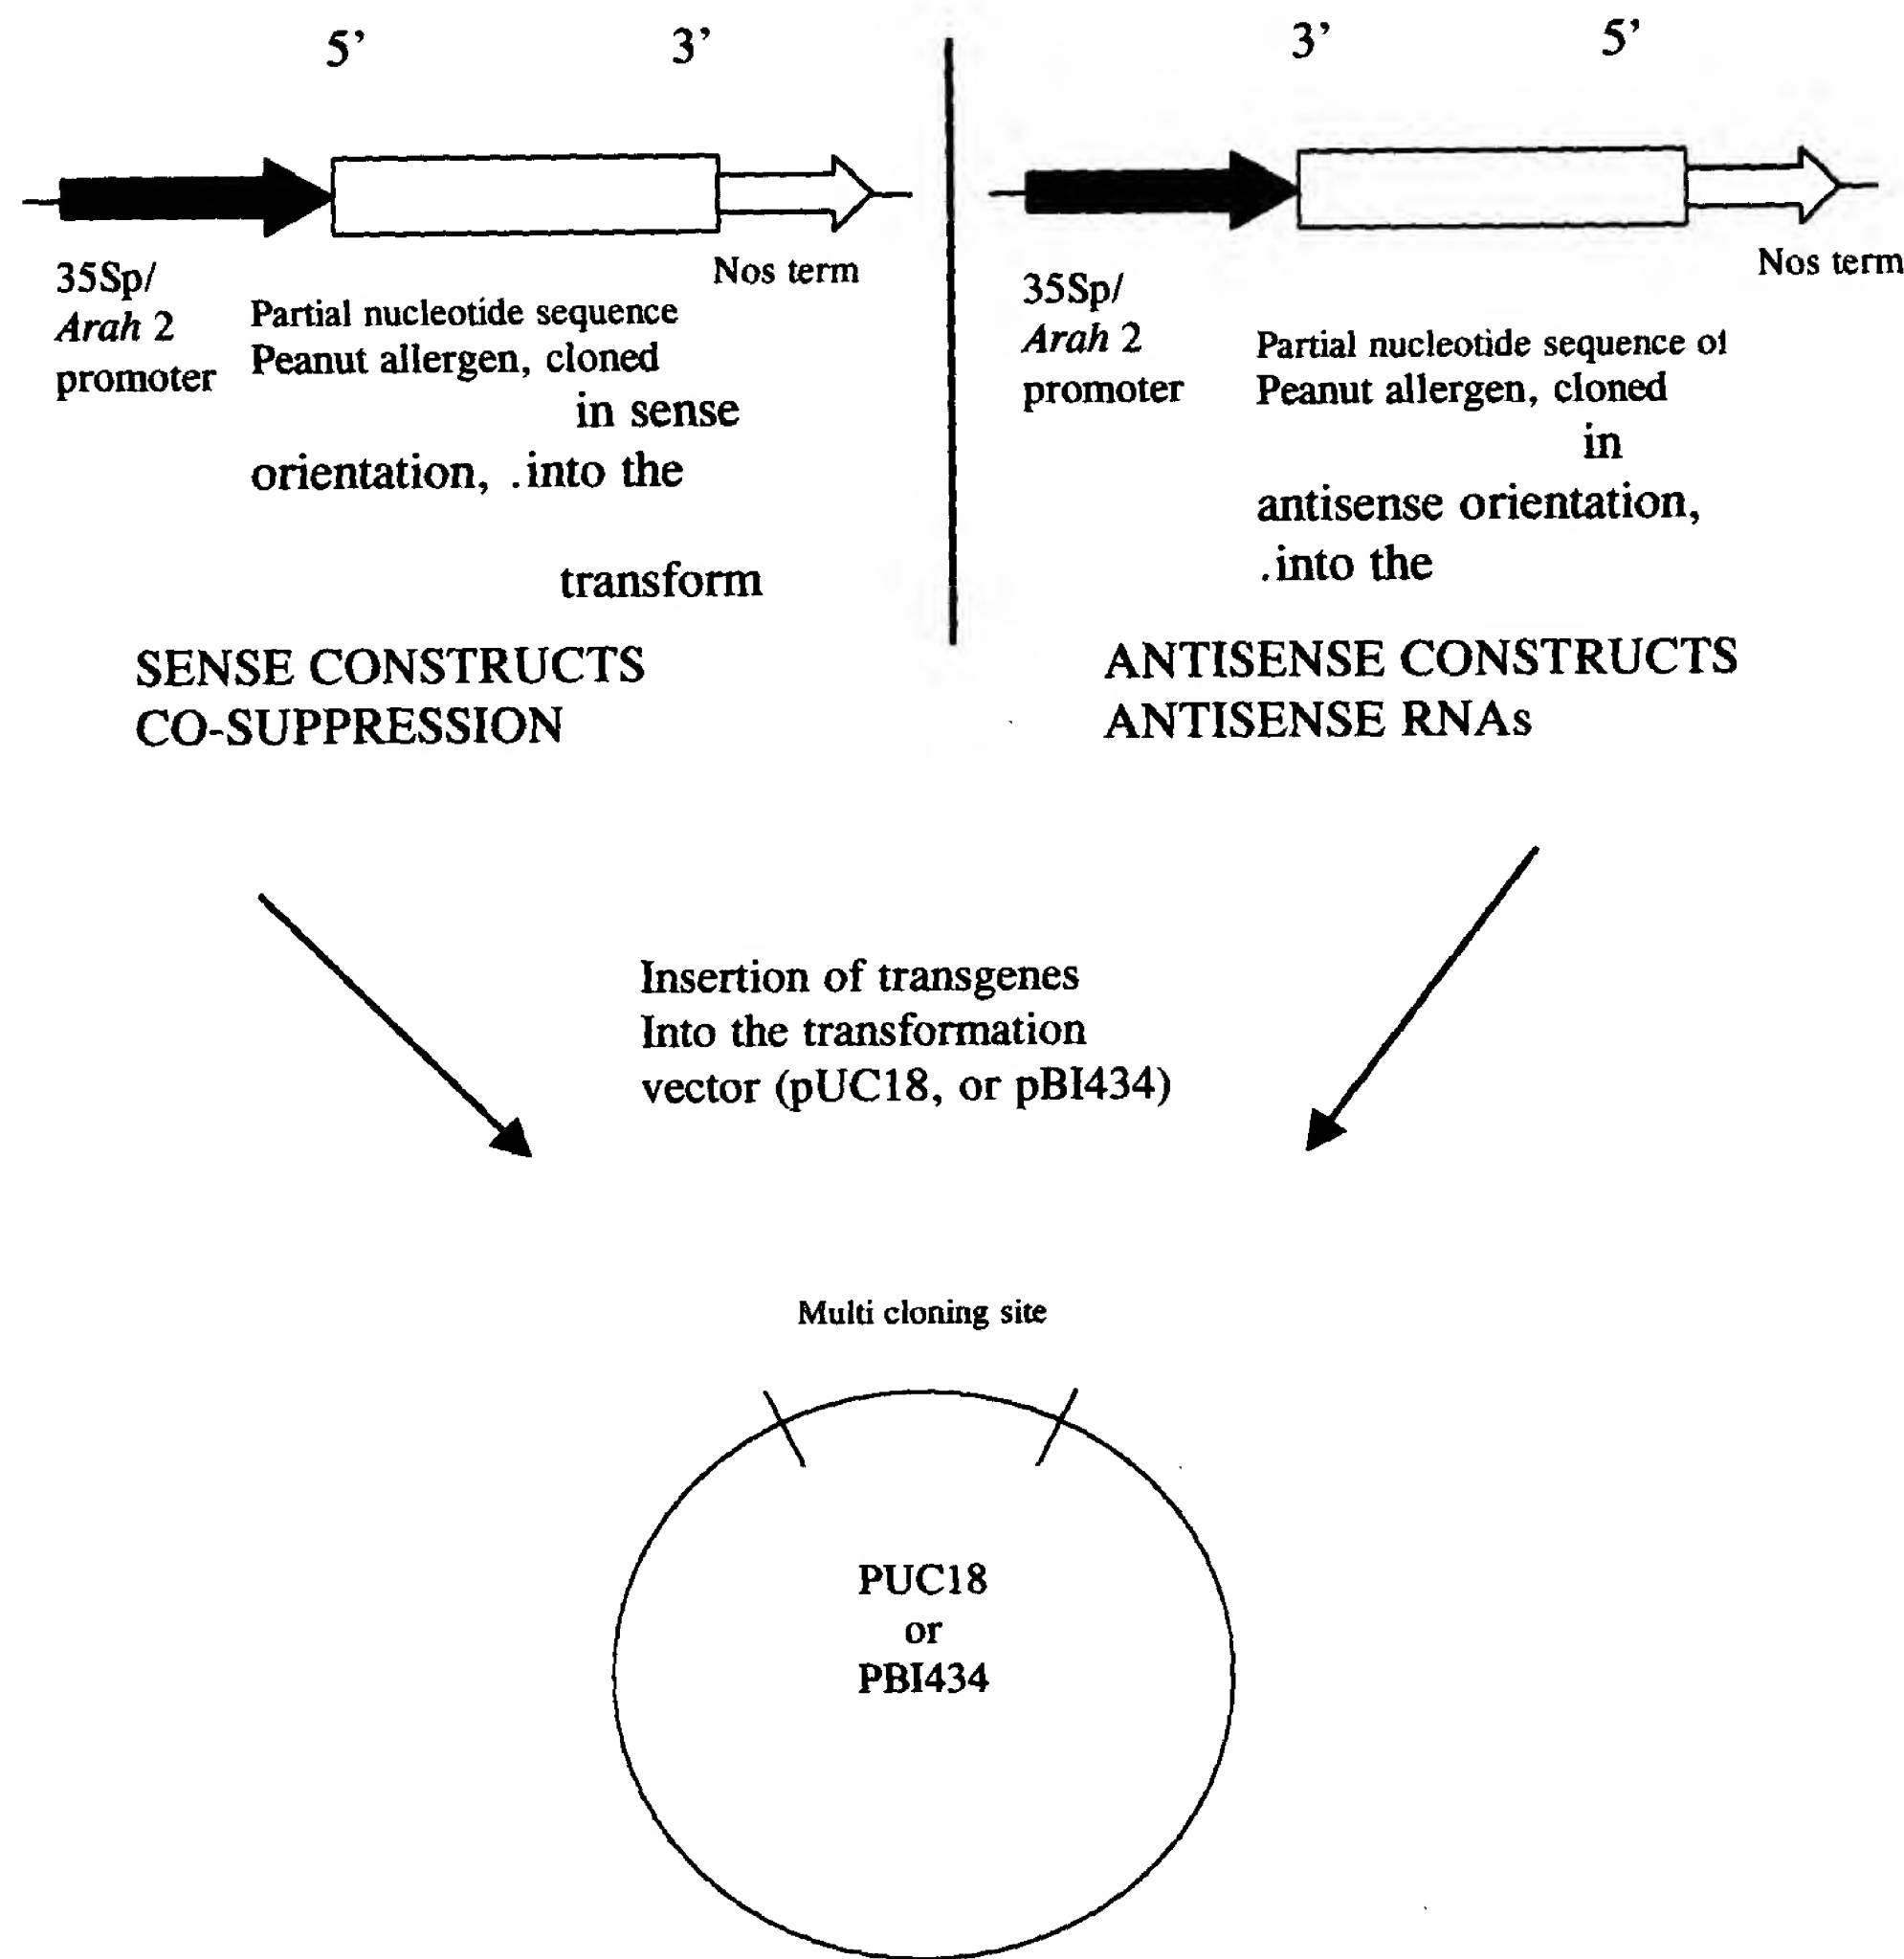 5’ 3’
35Sp/
Arah 2
promoter
Nos term
Partial nucleotide sequence
Peanut allergen, cloned
in sense
orientation, .into the
transform
SENSE CONSTRUCTS
CO-SUPPRESSION
3’ 5’
35Sp/
Arah 2
promoter
Nos term
Partial nucleotide sequence of
Peanut allergen, cloned
in
antisense orientation,
.into the
ANTISENSE CONSTRUCTS
ANTISENSE RNAs
Insertion of transgenes
Into the transformation
vector (pUC18, or pBI434)
Multi cloning site
PUC18
or
PBI434